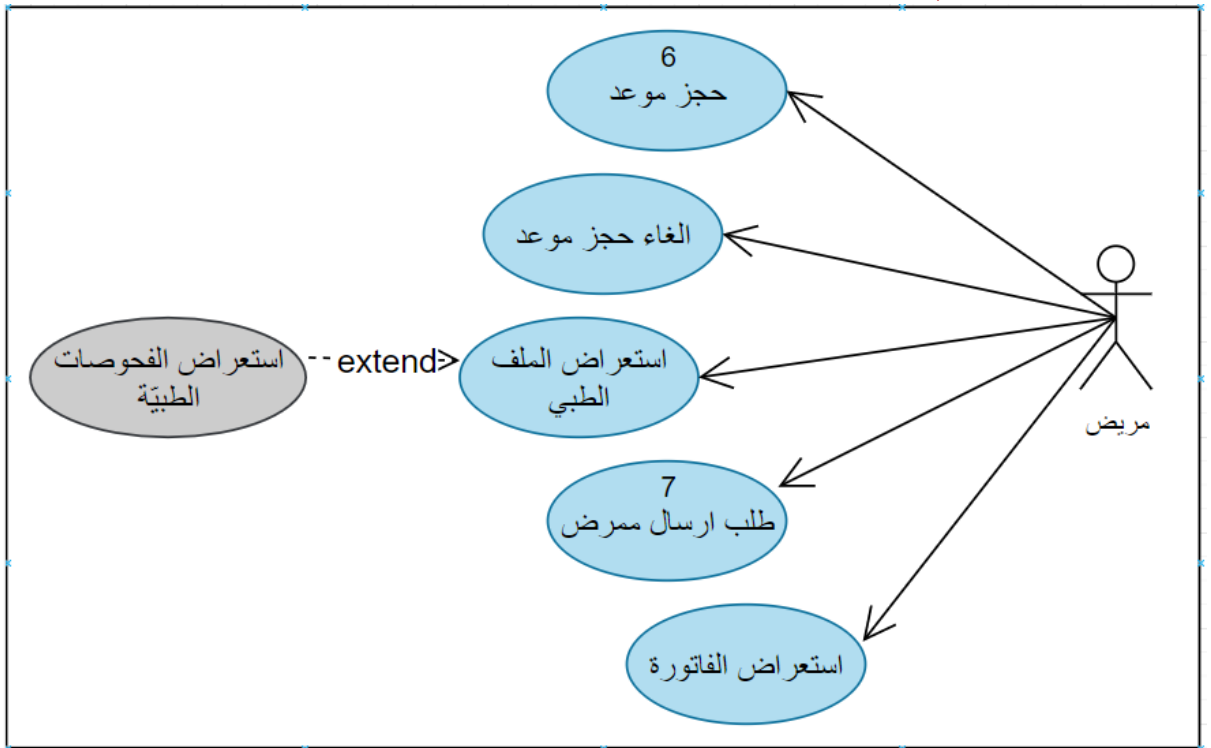 6
حجز موعد
الغاء حجز موعد
استعراض الملف
الطبي
استعراض الفحوصات
الطبيّة
--extend>
مريض
7
طلب ارسال ممرض
استعراض الفاتورة